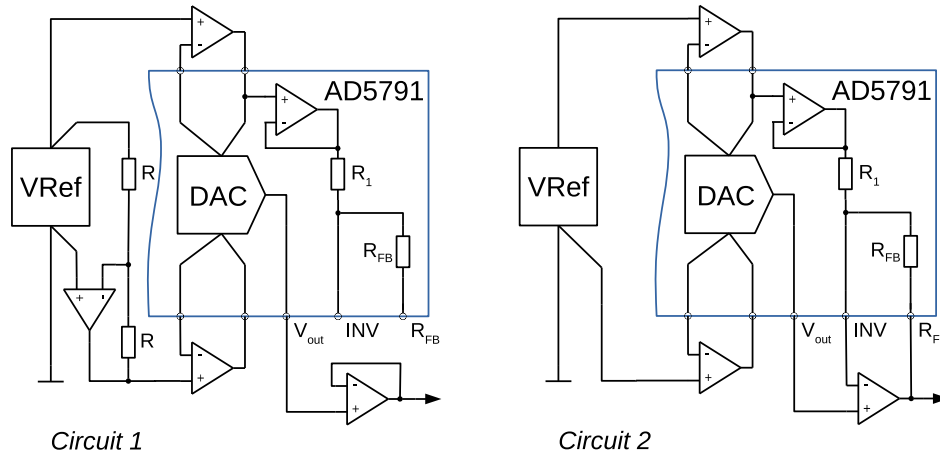 +
-
AD5791
+
-
R
VRef
DAC
R1
RFB
+
-
R
-
+
Vout
INV
RFB
-
+
Circuit 1
+
-
AD5791
+
-
VRef
DAC
R1
RFB
-
+
Vout
INV
RF
-
+
Circuit 2